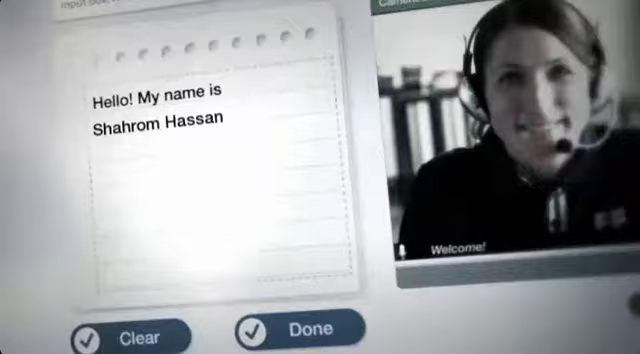 Hello! My name is
Shahrom Hassan
Welcome!
Clear
Done